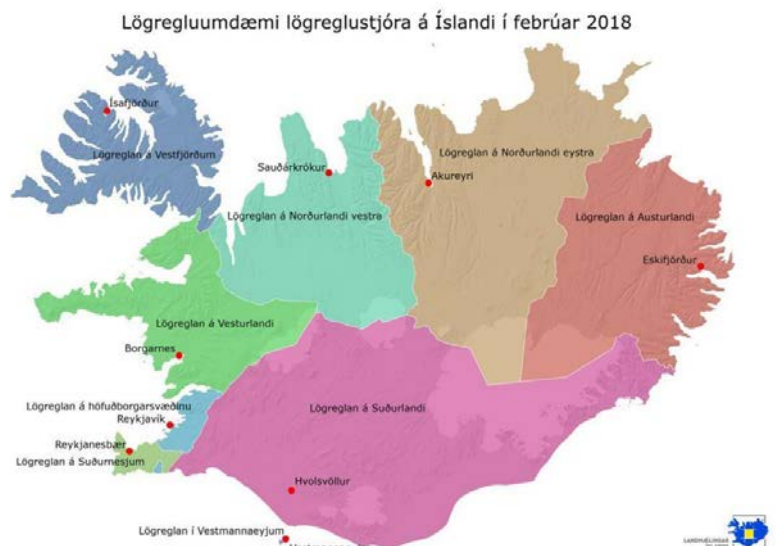 Lögregluumdæmi lögreglustjóra á Íslandi í febrúar 2018
Ísafjörður
Lögreglan á Vestfjörðum
Lögreglan á Norðurlandi eystra
Sauðárkrókur
Akureyri
Lögreglan á Norðurlandi vestra
Lögreglan á Austurlandi
Eskifjörður
Lögreglan á Vesturlandi
Borgarnes
Lögreglan á höfuðborgarsvæðinu
Reykjavík
Lögreglan á Suðurlandi
Reykjanesbær
Lögreglan á Suðurnesjum
Hvolsvöllur
Lögreglan í Vestmannaeyjum
LANDMÆLINGAR